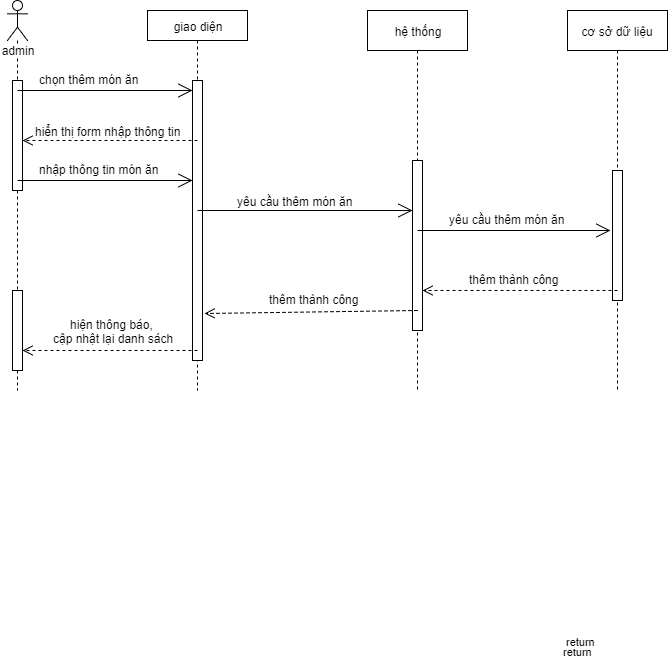 giao diện
hệ thống
cơ sở dữ liệu
admin
chọn thêm món ăn
hiển thị form nhập thông tin
nhập thông tin món ăn
yêu cầu thêm món ăn
yêu cầu thêm món ăn
thêm thành công
thêm thành công
hiện thông báo,
cập nhật lại danh sách
return
return